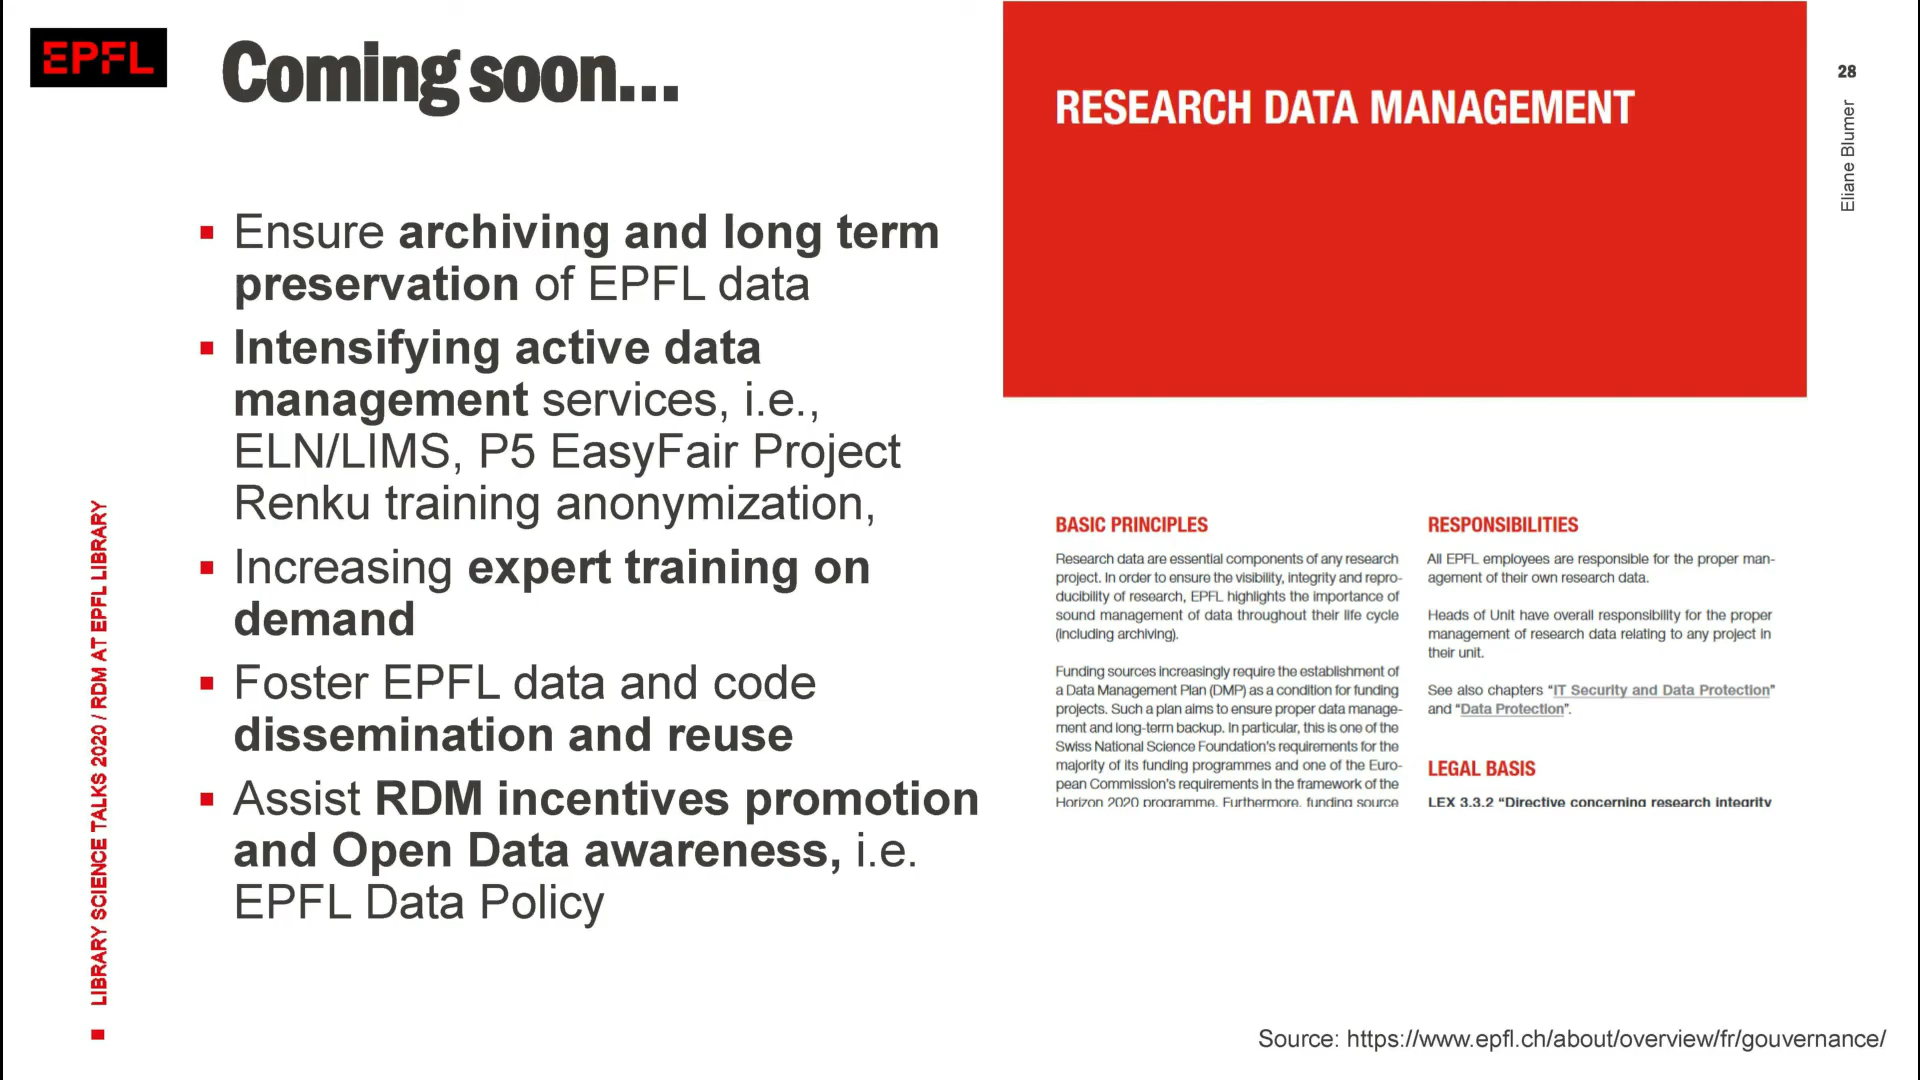 EPFL
Coming soon...
Ensure archiving and long term
preservation of EPFL data
Intensifying active data
management services, i.e.,
ELN/LIMS, P5 EasyFair Project
Renku training anonymization,
Increasing expert training on
demand
Foster EPFL data and code
dissemination and reuse
Assist RDM incentives promotion
and Open Data awareness, i.e.
EPFL Data Policy
LIBRARY SCIENCE TALKS 2020 / RDM AT EPFL LIBRARY
RESEARCH DATA MANAGEMENT
BASIC PRINCIPLES
Research data are essential components of any research
project. In order to ensure the visibility, integrity and repro-
ducibility of research, EPFL highlights the importance of
sound management of data throughout their life cycle
(including archiving).
Funding sources increasingly require the establishment of
a Data Management Plan (DMP) as a condition for funding
projects. Such a plan aims to ensure proper data manage-
ment and long-term backup. In particular, this is one of the
Swiss National Science Foundation's requirements for the
majority of its funding programmes and one of the Euro-
pean Commission's requirements in the framework of the
Horizon 2020 programme. Furthermore, funding source
RESPONSIBILITIES
All EPFL employees are responsible for the proper man-
agement of their own research data.
Heads of Unit have overall responsibility for the proper
management of research data relating to any project in
their unit.
See also chapters “IT Security and Data Protection”
and “Data Protection”.
LEGAL BASIS
LEX 3.3.2 “Directive concerning research integrity
28
Eliane Blumer
Source: https://www.epfl.ch/about/overview/fr/gouvernance/